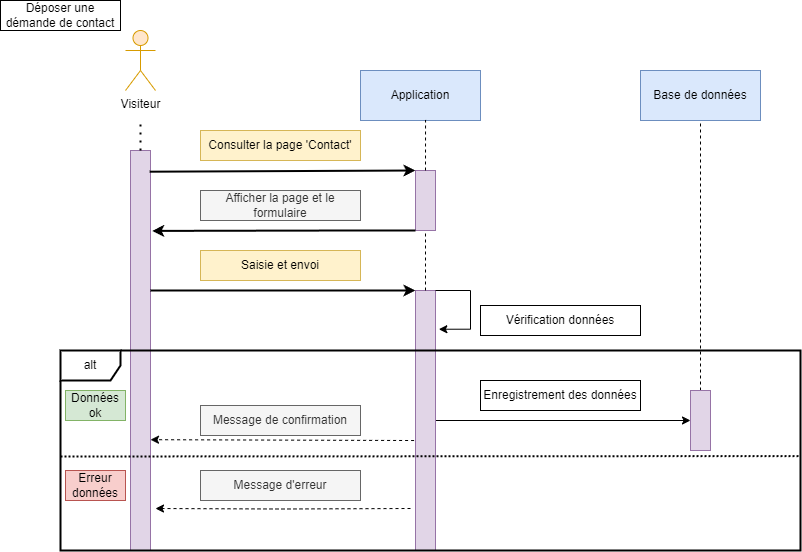 Déposer une
démande de contact
Visiteur
Application
Base de données
Consulter la page 'Contact'
Afficher la page et le
formulaire
Saisie et envoi
Vérification données
alt
Données
ok
Enregistrement des données
Message de confirmation
Erreur
données
Message d'erreur